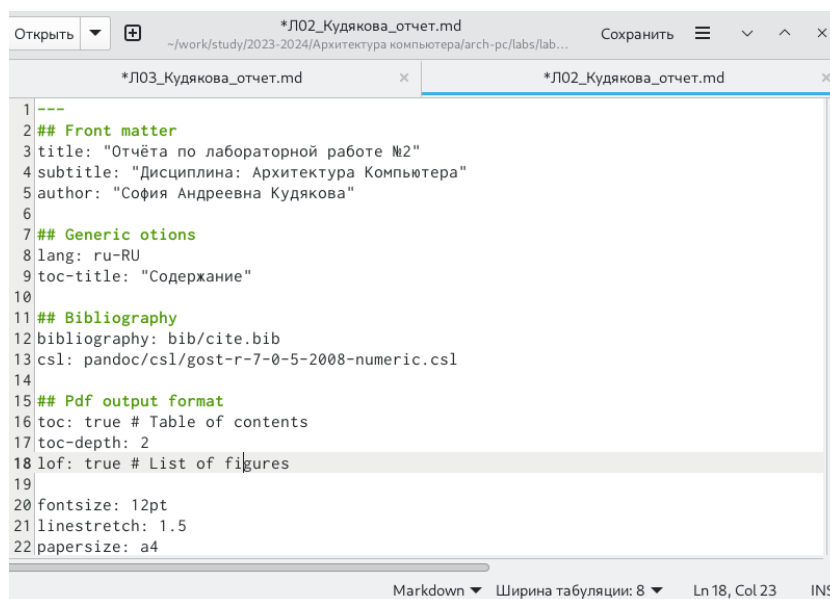 Открыть
*Л02_Кудякова_отчет.md
~/work/study/2023-2024/Архитектура компьютера/arch-pc/labs/lab...
Сохранить
*Л03_Кудякова_отчет.md
*Л02_Кудякова_отчет.md
1 ---
2 ## Front matter
3 title: "Отчёта по лабораторной работе №2"
4 subtitle: "Дисциплина: Архитектура Компьютера"
5 author: "София Андреевна Кудякова"
6
7 ## Generic otions
8 lang: ru-RU
9 toc-title: "Содержание"
10
11 ## Bibliography
12 bibliography: bib/cite.bib
13 csl: pandoc/csl/gost-r-7-0-5-2008-numeric.csl
14
15 ## Pdf output format
16 toc: true # Table of contents
17 toc-depth: 2
18 lof: true # List of figures
19
20 fontsize: 12pt
21 linestretch: 1.5
22 papersize: a4
Markdown Ширина табуляции: 8 Ln 18, Col 23 INS